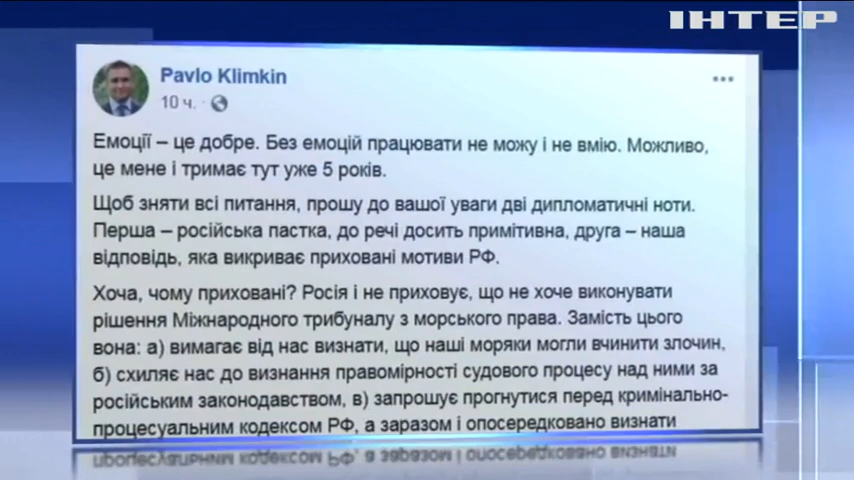 ІНТЕР
Pavlo Klimkin
10 ч.
Емоції – це добре. Без емоцій працювати не можу і не вмію. Можливо,
це мене і тримає тут уже 5 років.
Щоб зняти всі питання, прошу до вашої уваги дві дипломатичні ноти.
Перша – російська пастка, до речі досить примітивна, друга – наша
відповідь, яка викриває приховані мотиви РФ.
Хоча, чому приховані? Росія і не приховує, що не хоче виконувати
рішення Міжнародного трибуналу з морського права. Замість цього
вона: а) вимагає від нас визнати, що наші моряки могли вчинити злочин,
б) схиляє нас до визнання правомірності судового процесу над ними за
російським законодавством, в) запрошує прогнутися перед кримінально-
процесуальним кодексом РФ, а заразом і опосередковано визнати